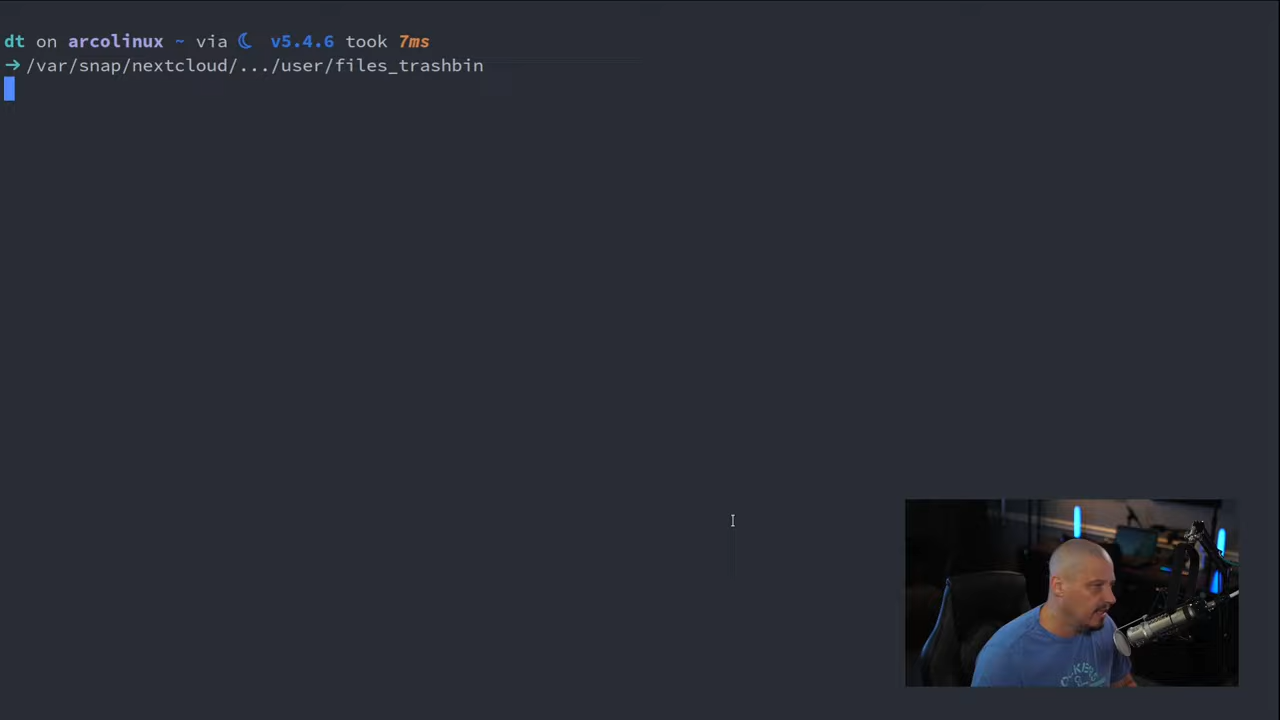 dt on arcolinux ~ via ☾ v5.4.6 took 7ms
→ /var/snap/nextcloud/.../user/files_trashbin